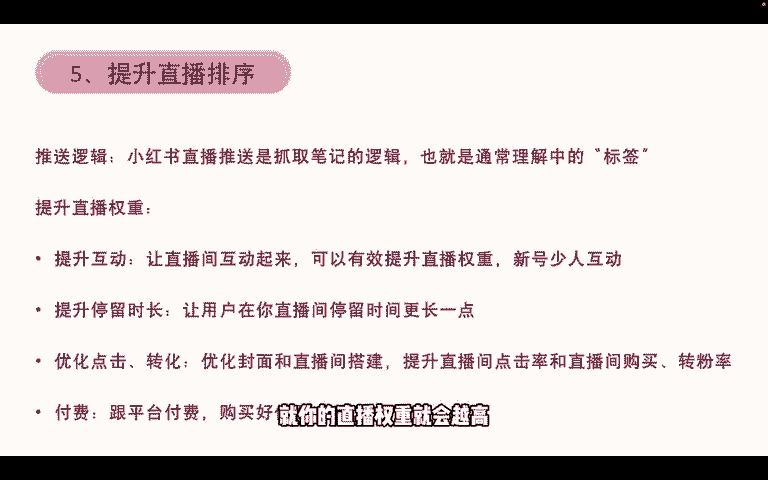 5、提升直播排序
推送逻辑：小红书直播推送是抓取笔记的逻辑，也就是通常理解中的“标签”
提升直播权重：
• 提升互动：让直播间互动起来，可以有效提升直播权重，新号少人互动
• 提升停留时长：让用户在你直播间停留时间更长一点
• 优化点击、转化：优化封面和直播间搭建，提升直播间点击率和直播间购买、转粉率
• 付费：跟平台付费，购买好
就你的直播权重就会越高